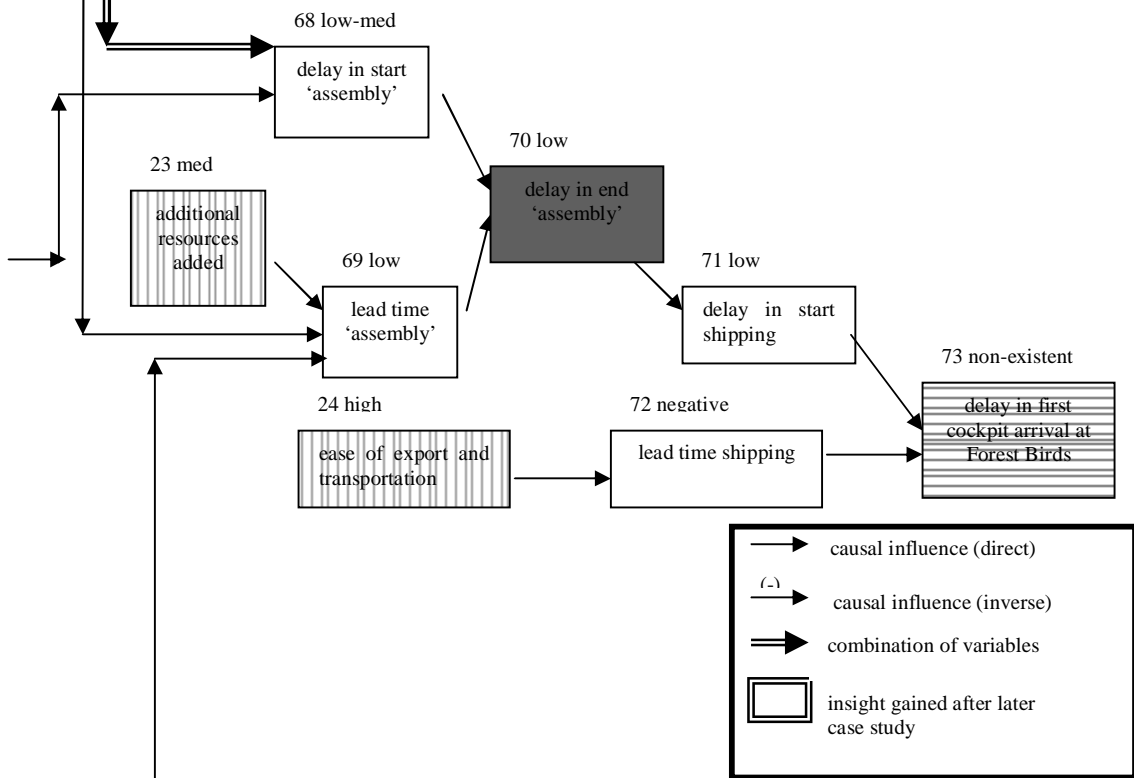 68 low-med
delay in start
‘assembly’
70 low
delay in end
‘assembly’
23 med
additional
resources
added
69 low
lead time
‘assembly’
71 low
delay in start
shipping
73 non-existent
delay in first
cockpit arrival at
Forest Birds
24 high
ease of export and
transportation
72 negative
lead time shipping
causal influence (direct)
(-)
causal influence (inverse)
combination of variables
insight gained after later
case study